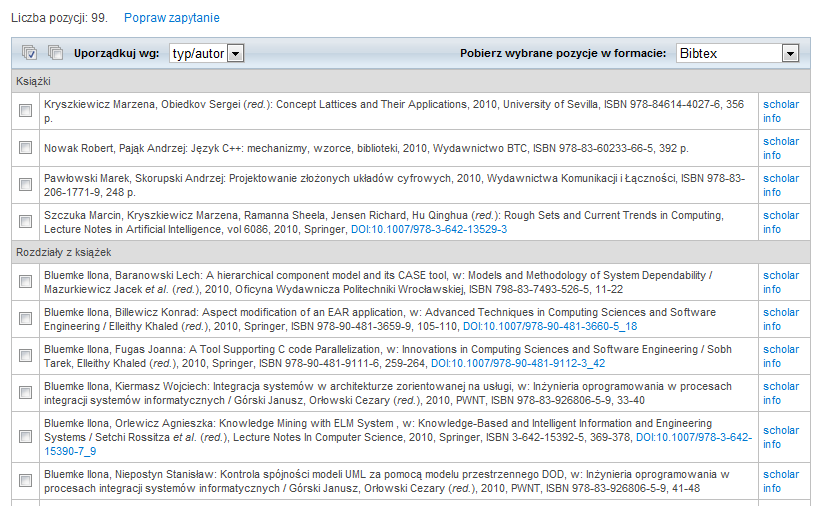 Liczba pozycji: 99. Popraw zapytanie
Uporządkuj wg: typ/autor Pobierz wybrane pozycje w formacie: Bibtex
Książki
Kryszkiewicz Marzena, Obiedkov Sergei (red.): Concept Lattices and Their Applications, 2010, University of Sevilla, ISBN 978-84614-4027-6, 356 scholar
p. info
Nowak Robert, Pająk Andrzej: Język C++: mechanizmy, wzorce, biblioteki, 2010, Wydawnictwo BTC, ISBN 978-83-60233-66-5, 392 p. scholar
info
Pawłowski Marek, Skorupski Andrzej: Projektowanie złożonych układów cyfrowych, 2010, Wydawnictwa Komunikacji i Łączności, ISBN 978-83- scholar
206-1771-9, 248 p. info
Szczuka Marcin, Kryszkiewicz Marzena, Ramanna Sheela, Jensen Richard, Hu Qinghua (red.): Rough Sets and Current Trends in Computing, scholar
Lecture Notes in Artificial Intelligence, vol 6086, 2010, Springer, DOI:10.1007/978-3-642-13529-3 info
Rozdziały z książek
Bluemke Ilona, Baranowski Lech: A hierarchical component model and its CASE tool, w: Models and Methodology of System Dependability / scholar
Mazurkiewicz Jacek et al. (red.), 2010, Oficyna Wydawnicza Politechniki Wrocławskiej, ISBN 798-83-7493-526-5, 11-22 info
Bluemke Ilona, Billewicz Konrad: Aspect modification of an EAR application, w: Advanced Techniques in Computing Sciences and Software scholar
Engineering / Elleithy Khaled (red.), 2010, Springer, ISBN 978-90-481-3659-9, 105-110, DOI:10.1007/978-90-481-3660-5_18 info
Bluemke Ilona, Fugas Joanna: A Tool Supporting C code Parallelization, w: Innovations in Computing Sciences and Software Engineering / Sobh scholar
Tarek, Elleithy Khaled (red.), 2010, Springer, ISBN 978-90-481-9111-6, 259-264, DOI:10.1007/978-90-481-9112-3_42 info
Bluemke Ilona, Kiermasz Wojciech: Integracja systemów w architekturze zorientowanej na usługi, w: Inżynieria oprogramowania w procesach scholar
integracji systemów informatycznych / Górski Janusz, Orłowski Cezary (red.), 2010, PWNT, ISBN 978-83-926806-5-9, 33-40 info
Bluemke Ilona, Orlewicz Agnieszka: Knowledge Mining with ELM System , w: Knowledge-Based and Intelligent Information and Engineering scholar
Systems / Setchi Rossitza et al. (red.), Lecture Notes In Computer Science, 2010, Springer, ISBN 3-642-15392-5, 369-378, DOI:10.1007/978-3-642- info
15390-7_9
Bluemke Ilona, Niepostyn Stanisław: Kontrola spójności modeli UML za pomocą modelu przestrzennego DOD, w: Inżynieria oprogramowania w scholar
procesach integracji systemów informatycznych / Górski Janusz, Orłowski Cezary (red.), 2010, PWNT, ISBN 978-83-926806-5-9, 41-48 info